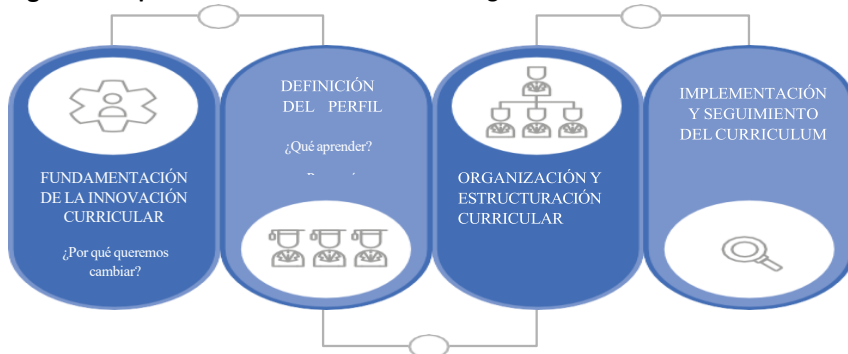 FUNDAMENTACIÓN
DE LA INNOVACIÓN
CURRICULAR
¿Por qué queremos
cambiar?
DEFINICIÓN
DEL PERFIL
¿Qué aprender?
ORGANIZACIÓN Y
ESTRUCTURACIÓN
CURRICULAR
IMPLEMENTACIÓN
Y SEGUIMIENTO
DEL CURRICULUM